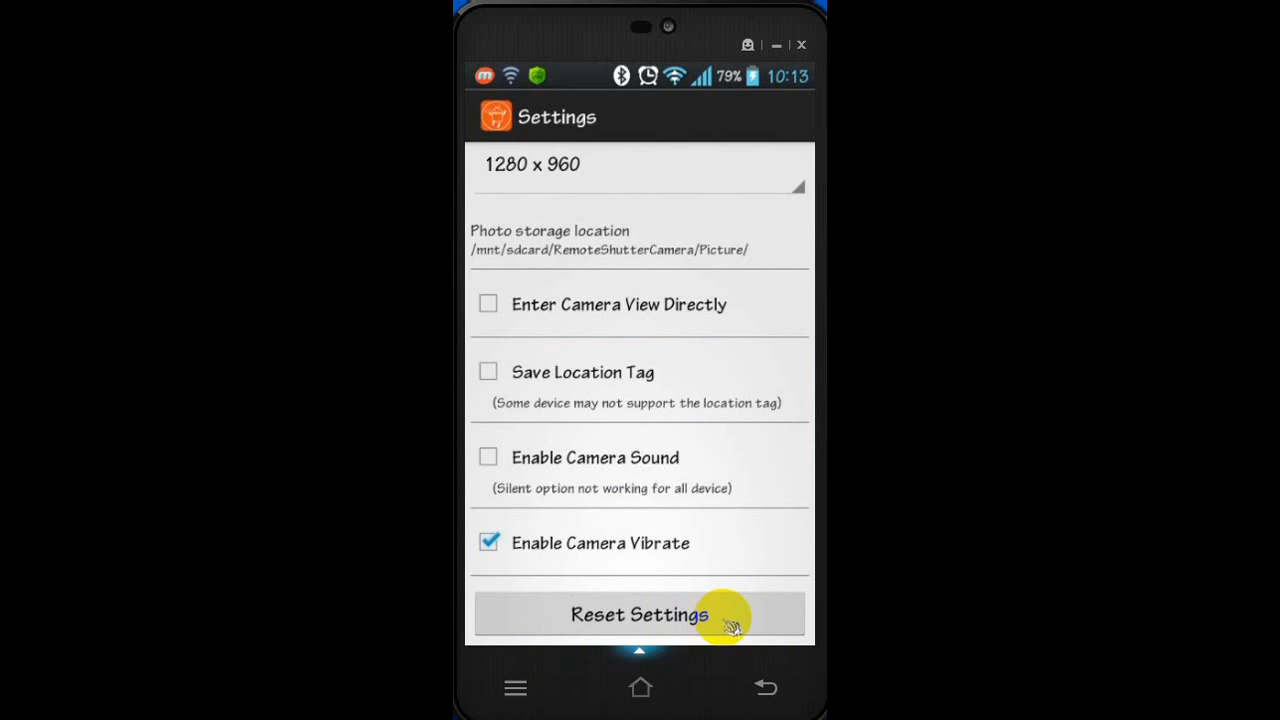 79% 10:13
Settings
1280 x 960
Photo storage location
/mnt/sdcard/RemoteShutterCamera/Picture/
Enter Camera View Directly
Save Location Tag
(Some device may not support the location tag)
Enable Camera Sound
(Silent option not working for all device)
Enable Camera Vibrate
Reset Settings